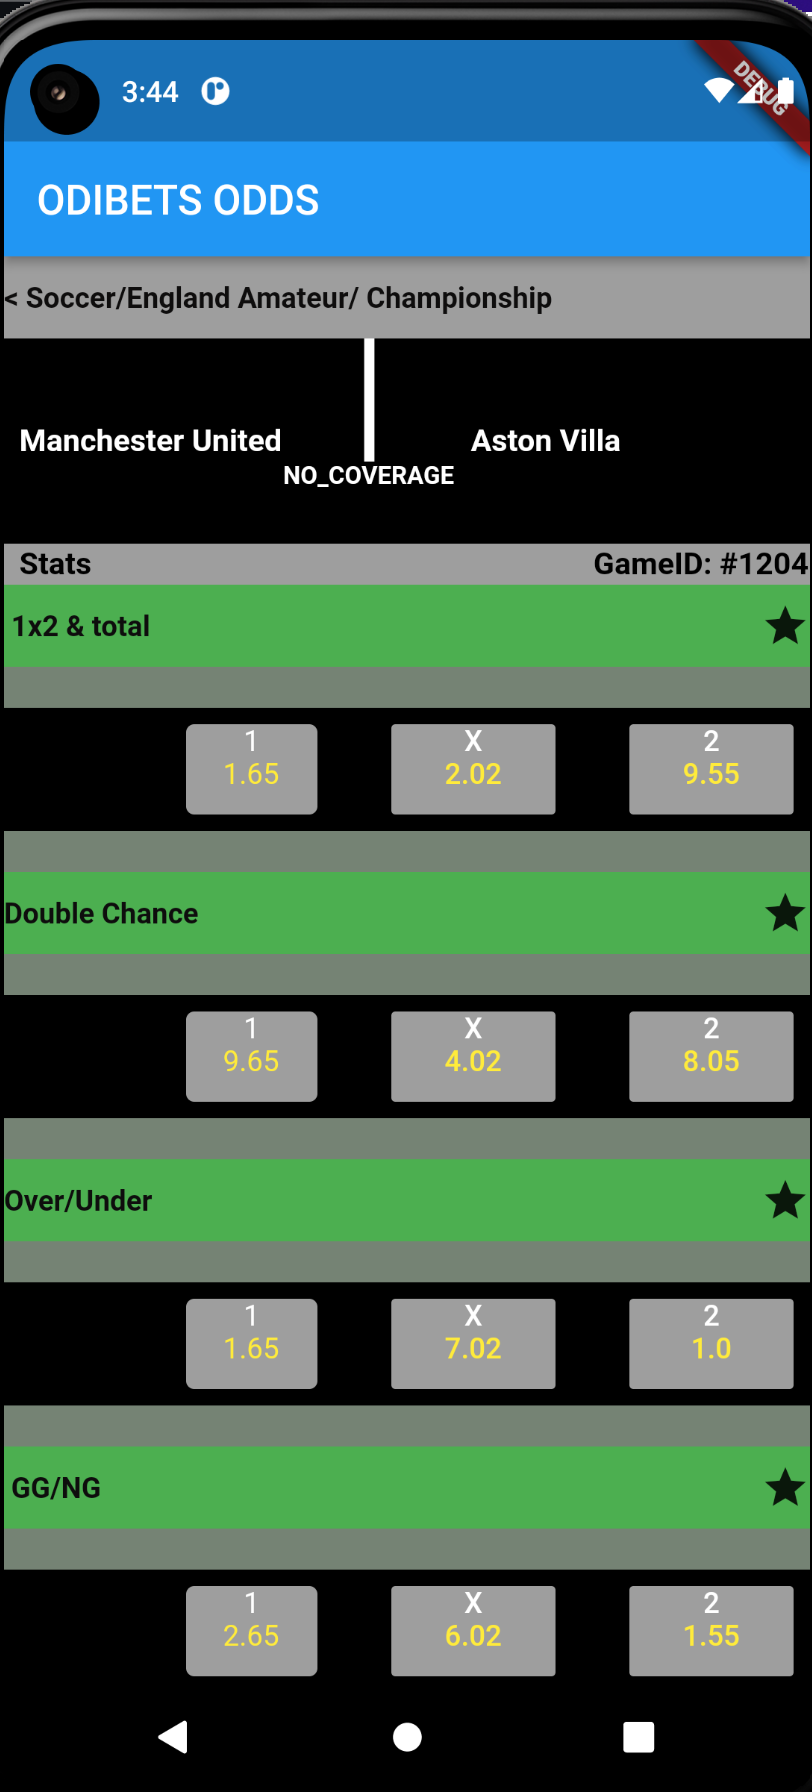 3:44
DEBUG
ODIBETS ODDS
< Soccer/England Amateur/ Championship
Manchester United Aston Villa
NO_COVERAGE
Stats GameID: #1204
1x2 & total
1 X 2
1.65 2.02 9.55
Double Chance
1 X 2
9.65 4.02 8.05
Over/Under
1 X 2
1.65 7.02 1.0
GG/NG
1 X 2
2.65 6.02 1.55